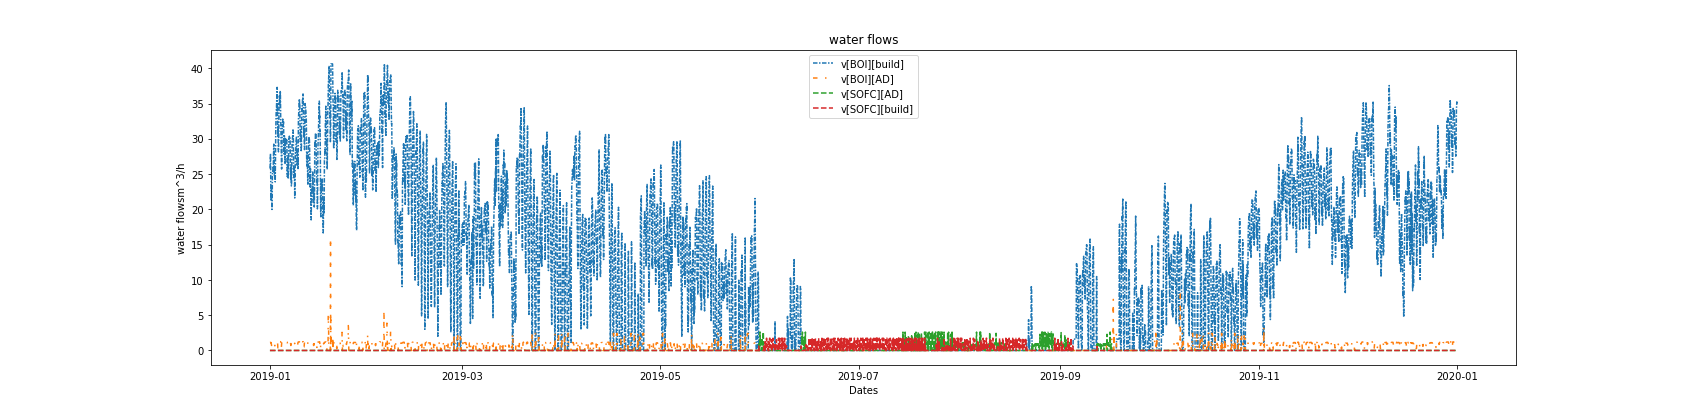 water flows
v[BOI][build]
v[BOI][AD]
v[SOFC][AD]
v[SOFC][build]
40
35
30
25
20
15
10
5
0
water flowsm^3/h
2019-01
2019-03
2019-05
2019-07
2019-09
2019-11
2020-01
Dates